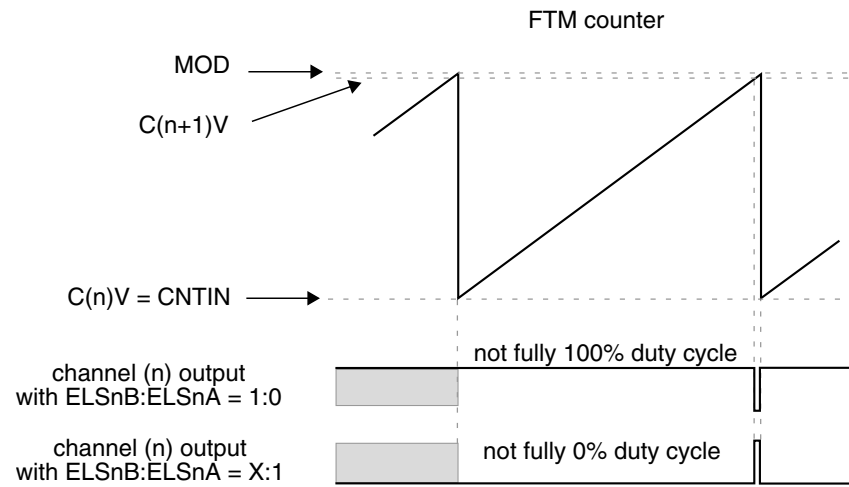 FTM counter
MOD
C(n+1)V
C(n)V = CNTIN
not fully 100% duty cycle
channel (n) output
with ELSnB:ELSnA = 1:0
channel (n) output
with ELSnB:ELSnA = X:1
not fully 0% duty cycle